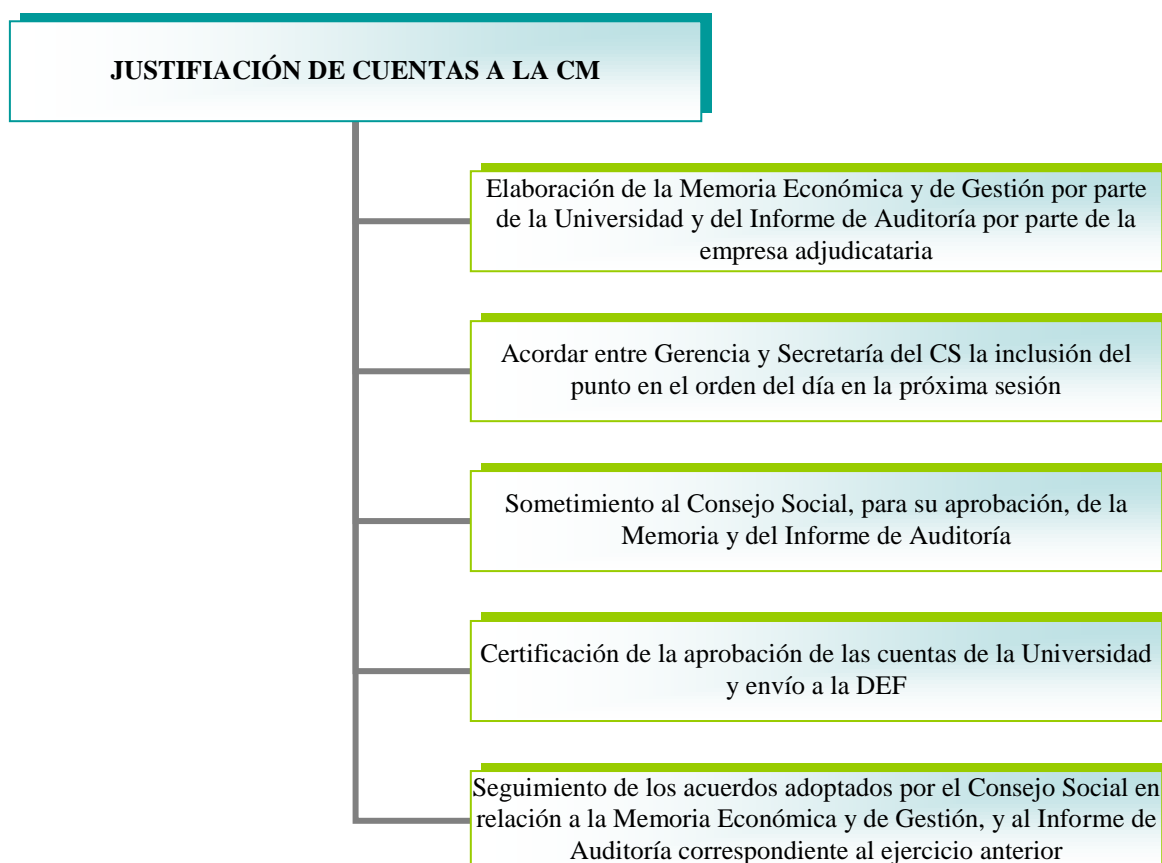 JUSTIFIACIÓN DE CUENTAS A LA CM
Elaboración de la Memoria Económica y de Gestión por parte
de la Universidad y del Informe de Auditoría por parte de la
empresa adjudicataria
Acordar entre Gerencia y Secretaría del CS la inclusión del
punto en el orden del día en la próxima sesión
Sometimiento al Consejo Social, para su aprobación, de la
Memoria y del Informe de Auditoría
Certificación de la aprobación de las cuentas de la Universidad
y envío a la DEF
Seguimiento de los acuerdos adoptados por el Consejo Social en
relación a la Memoria Económica y de Gestión, y al Informe de
Auditoría correspondiente al ejercicio anterior